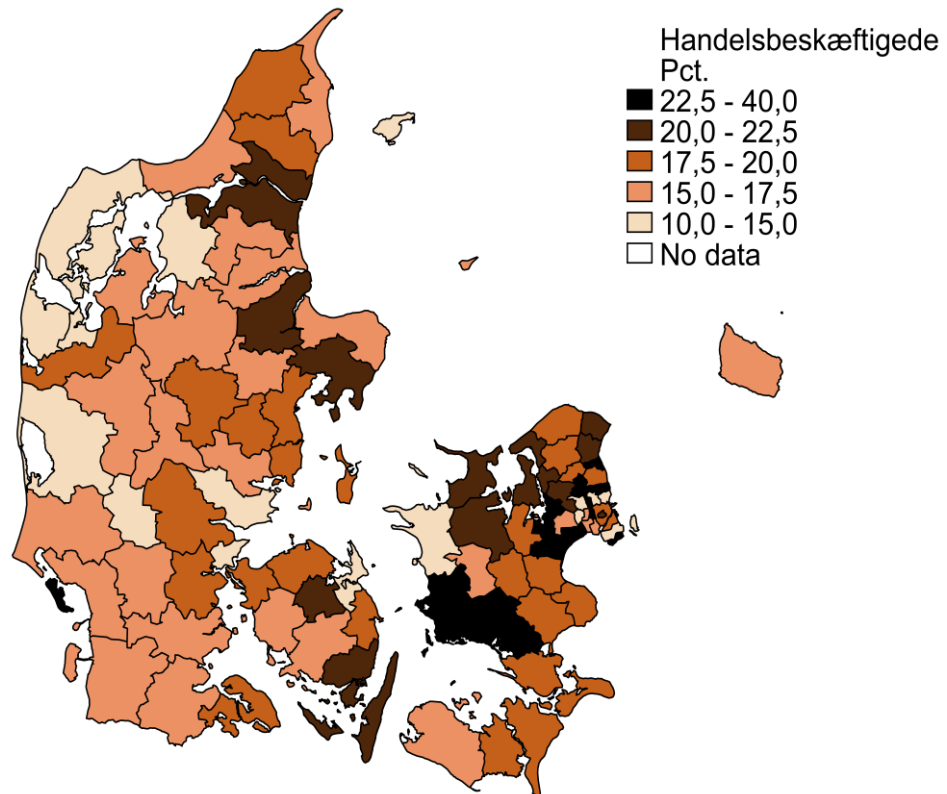 Handelsbeskæftigede
Pct.
22,5 - 40,0
20,0 - 22,5
17,5 - 20,0
15,0 - 17,5
10,0 - 15,0
No data